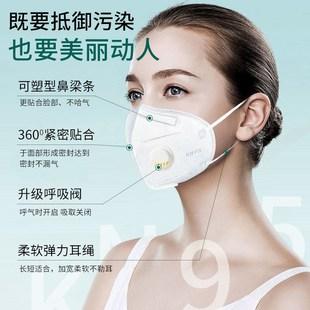 既要抵御污染
也要美丽动人
可塑型鼻梁条
更贴合脸部、不哈气
360°紧密贴合
于面部形成密封达到
密封不漏气
升级呼吸阀
呼气时开启 吸取关闭
柔软弹力耳绳
长短适合，加宽柔软不勒耳
KN95